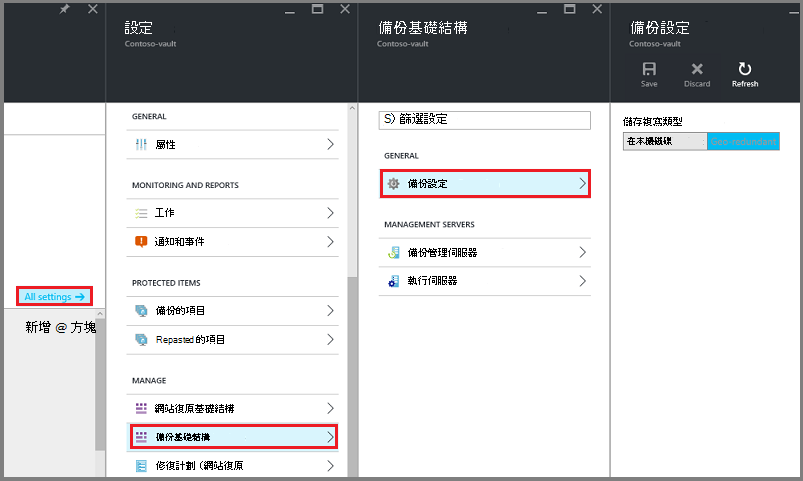 All settings →
新增 @ 方塊
設定
Contoso-vault
GENERAL
屬性
MONITORING AND REPORTS
工作
通知和事件
PROTECTED ITEMS
備份的項目
Repasted 的項目
MANAGE
網站復原基礎結構
備份基礎結構
修復計劃 (網站復原
備份基礎結構
Contoso-vault
S) 篩選設定
GENERAL
備份設定
MANAGEMENT SERVERS
備份管理伺服器
執行伺服器
備份設定
Contoso-vault
Save Discard Refresh
儲存複寫類型
在本機磁碟 Geo-redundant